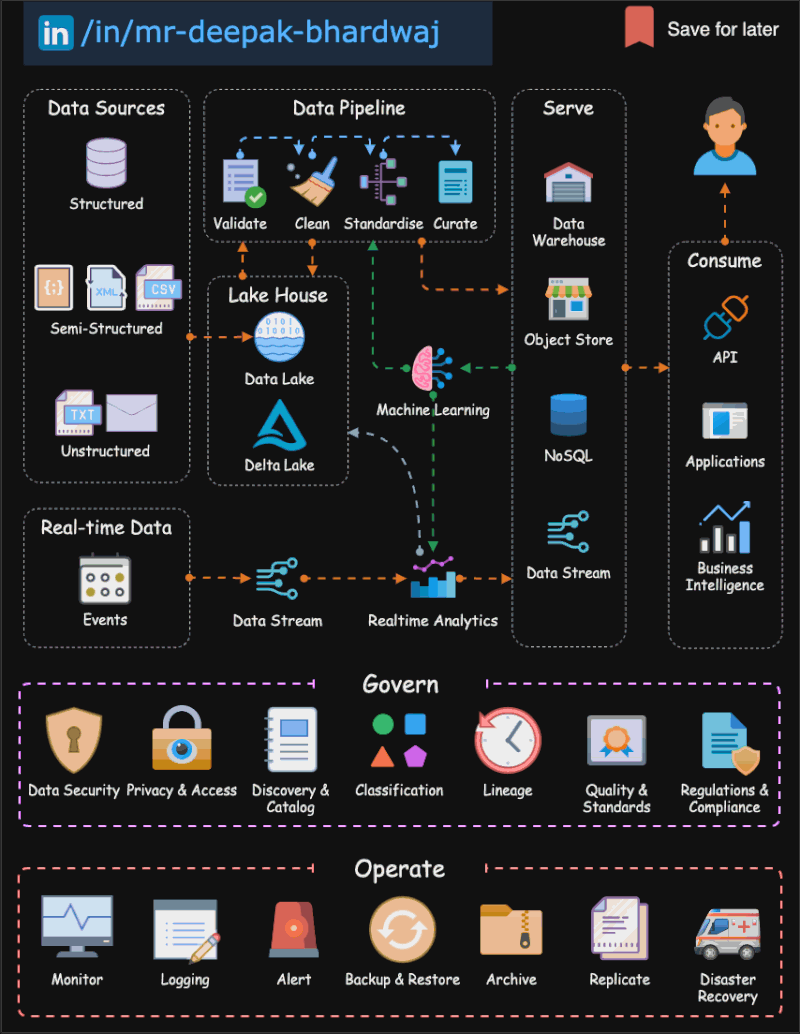 in /in/mr-deepak-bhardwaj
Save for later
Data Sources
Structured
{;}
XML
CSV
Semi-Structured
TXT
Unstructured
Data Pipeline
Validate
Clean
Standardise
Curate
Lake House
0101
010010
Data Lake
Delta Lake
Machine Learning
Serve
Data
Warehouse
Object Store
NoSQL
Data Stream
Consume
API
Applications
Business
Intelligence
Real-time Data
Events
Data Stream
Realtime Analytics
Govern
Data Security
Privacy & Access
Discovery &
Catalog
Classification
Lineage
Quality &
Standards
Regulations &
Compliance
Operate
Monitor
Logging
Alert
Backup & Restore
Archive
Replicate
Disaster
Recovery